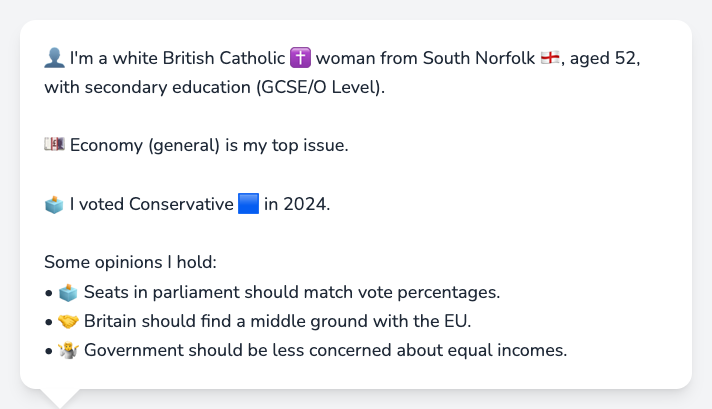 👤 I'm a white British Catholic ✝️ woman from South Norfolk 🏴󠁧󠁢󠁥󠁮󠁧󠁿, aged 52,
with secondary education (GCSE/O Level).
💷 Economy (general) is my top issue.
🗳️ I voted Conservative 🟦 in 2024.
Some opinions I hold:
• 🗳️ Seats in parliament should match vote percentages.
• 🤝 Britain should find a middle ground with the EU.
• 🤷 Government should be less concerned about equal incomes.